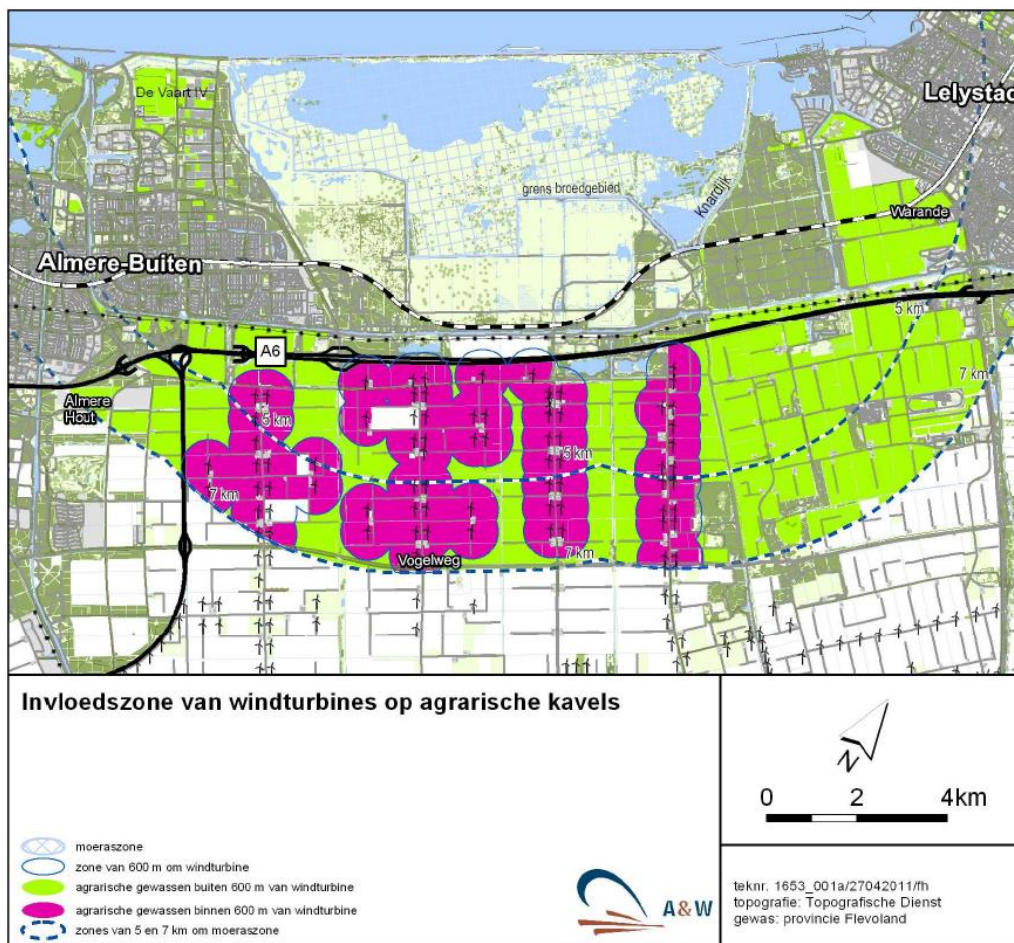 De Vaart IV
Lelystad
grens broedgebied
Knardijk
Warande
Almere-Buiten
5 km
A6
7 km
Almere
Hout
5 km
5 km
7 km
7 km
Vogelweg
Invloedszone van windturbines op agrarische kavels
moeraszone
zone van 600 m om windturbine
agrarische gewassen buiten 600 m van windturbine
agrarische gewassen binnen 600 m van windturbine
zones van 5 en 7 km om moeraszone
A&W
N
0 2 4km
teknr. 1653_001a/27042011/fh
topografie: Topografische Dienst
gewas: provincie Flevoland